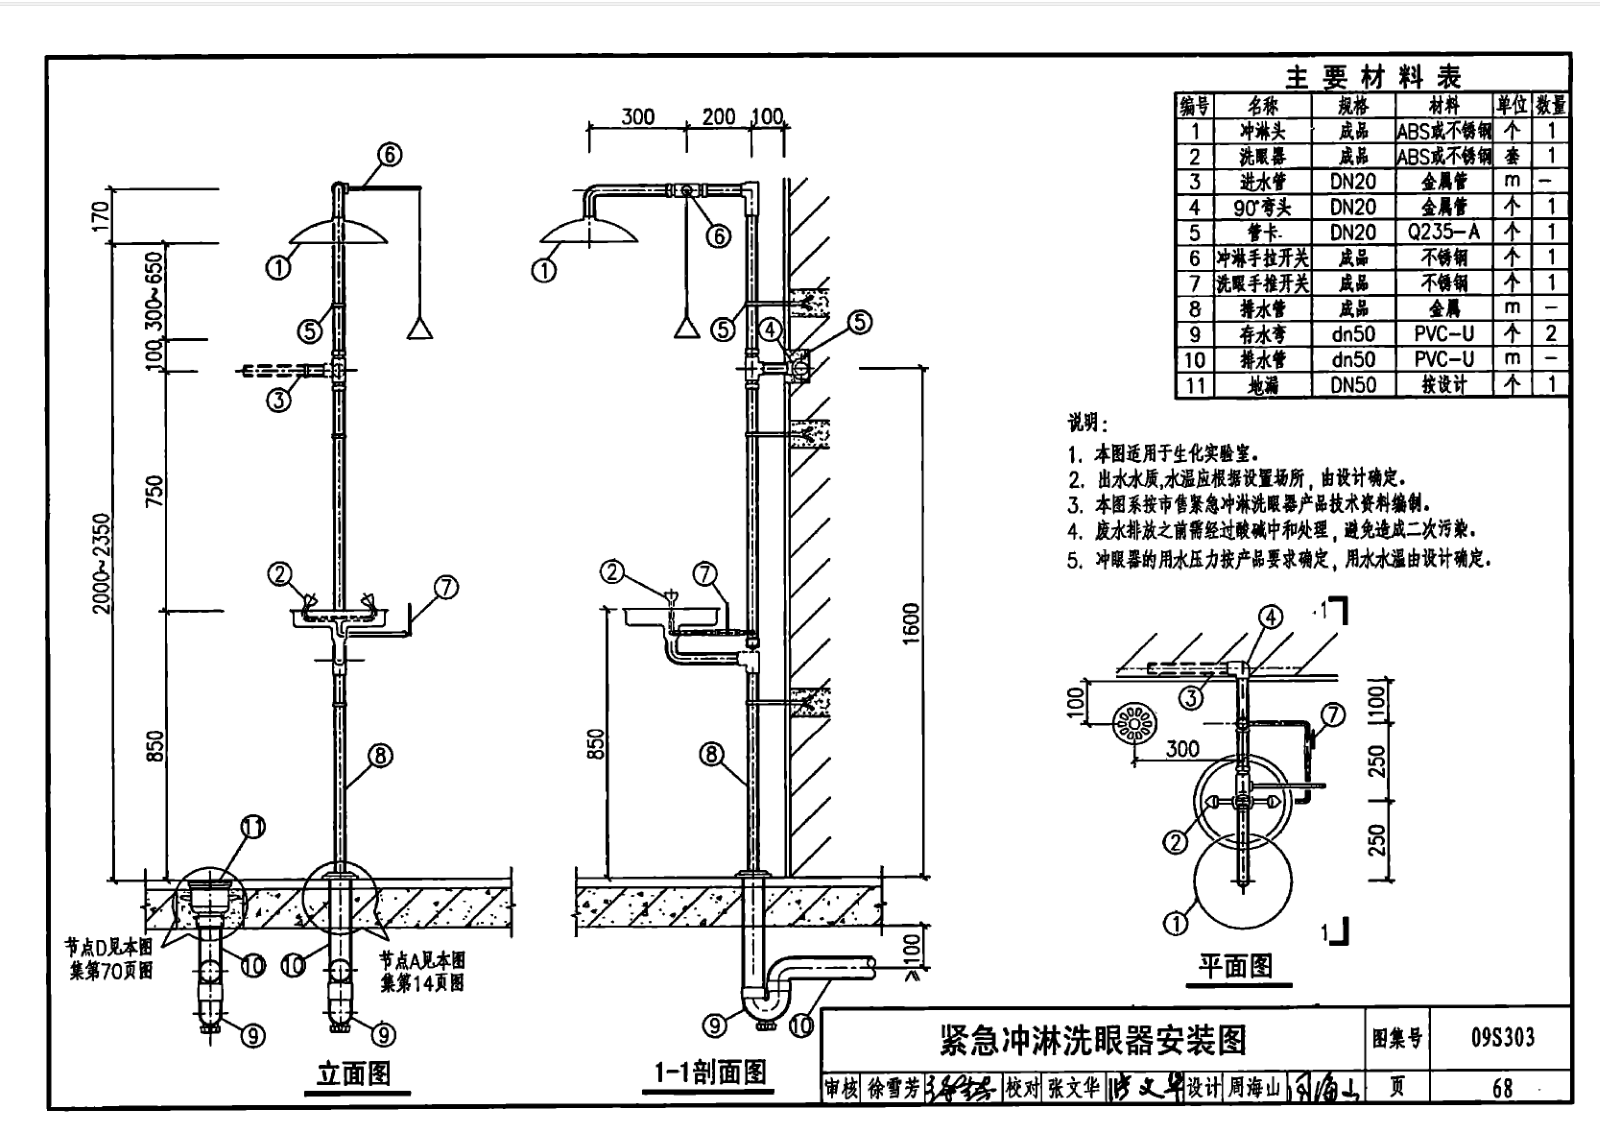 主要材料表
编号 名称 规格 材料 单位 数量
1 冲淋头 成品 ABS或不锈钢 个 1
2 洗眼器 成品 ABS或不锈钢 套 1
3 进水管 DN20 金属管 m —
4 90°弯头 DN20 金属管 个 1
5 管卡 DN20 Q235-A 个 1
6 冲淋手拉开关 成品 不锈钢 个 1
7 洗眼手推开关 成品 不锈钢 个 1
8 排水管 成品 金属 m —
9 存水弯 dn50 PVC-U 个 2
10 排水管 dn50 PVC-U m —
11 地漏 DN50 按设计 个 1
说明:
1. 本图适用于生化实验室。
2. 出水水质,水温应根据设置场所,由设计确定。
3. 本图系按市售紧急冲淋洗眼器产品技术资料编制。
4. 废水排放之前需经过酸碱中和处理,避免造成二次污染。
5. 冲眼器的用水压力按产品要求确定,用水水温由设计确定。
6
170
1
300~650
5
100
3
750
2000~2350
2
7
850
8
11
节点D见本图
集第70页图
10
10
节点A见本图
集第14页图
9
9
立面图
300 200 100
6
1
5
4
5
2
7
1600
850
8
≥100
9
10
1-1剖面图
1
4
3
100
100
7
300
250
2
250
1
1
平面图
紧急冲淋洗眼器安装图
图集号 09S303
审核 徐雪芳 校对 张文华 张文华 设计 周海山 周海山 页 68